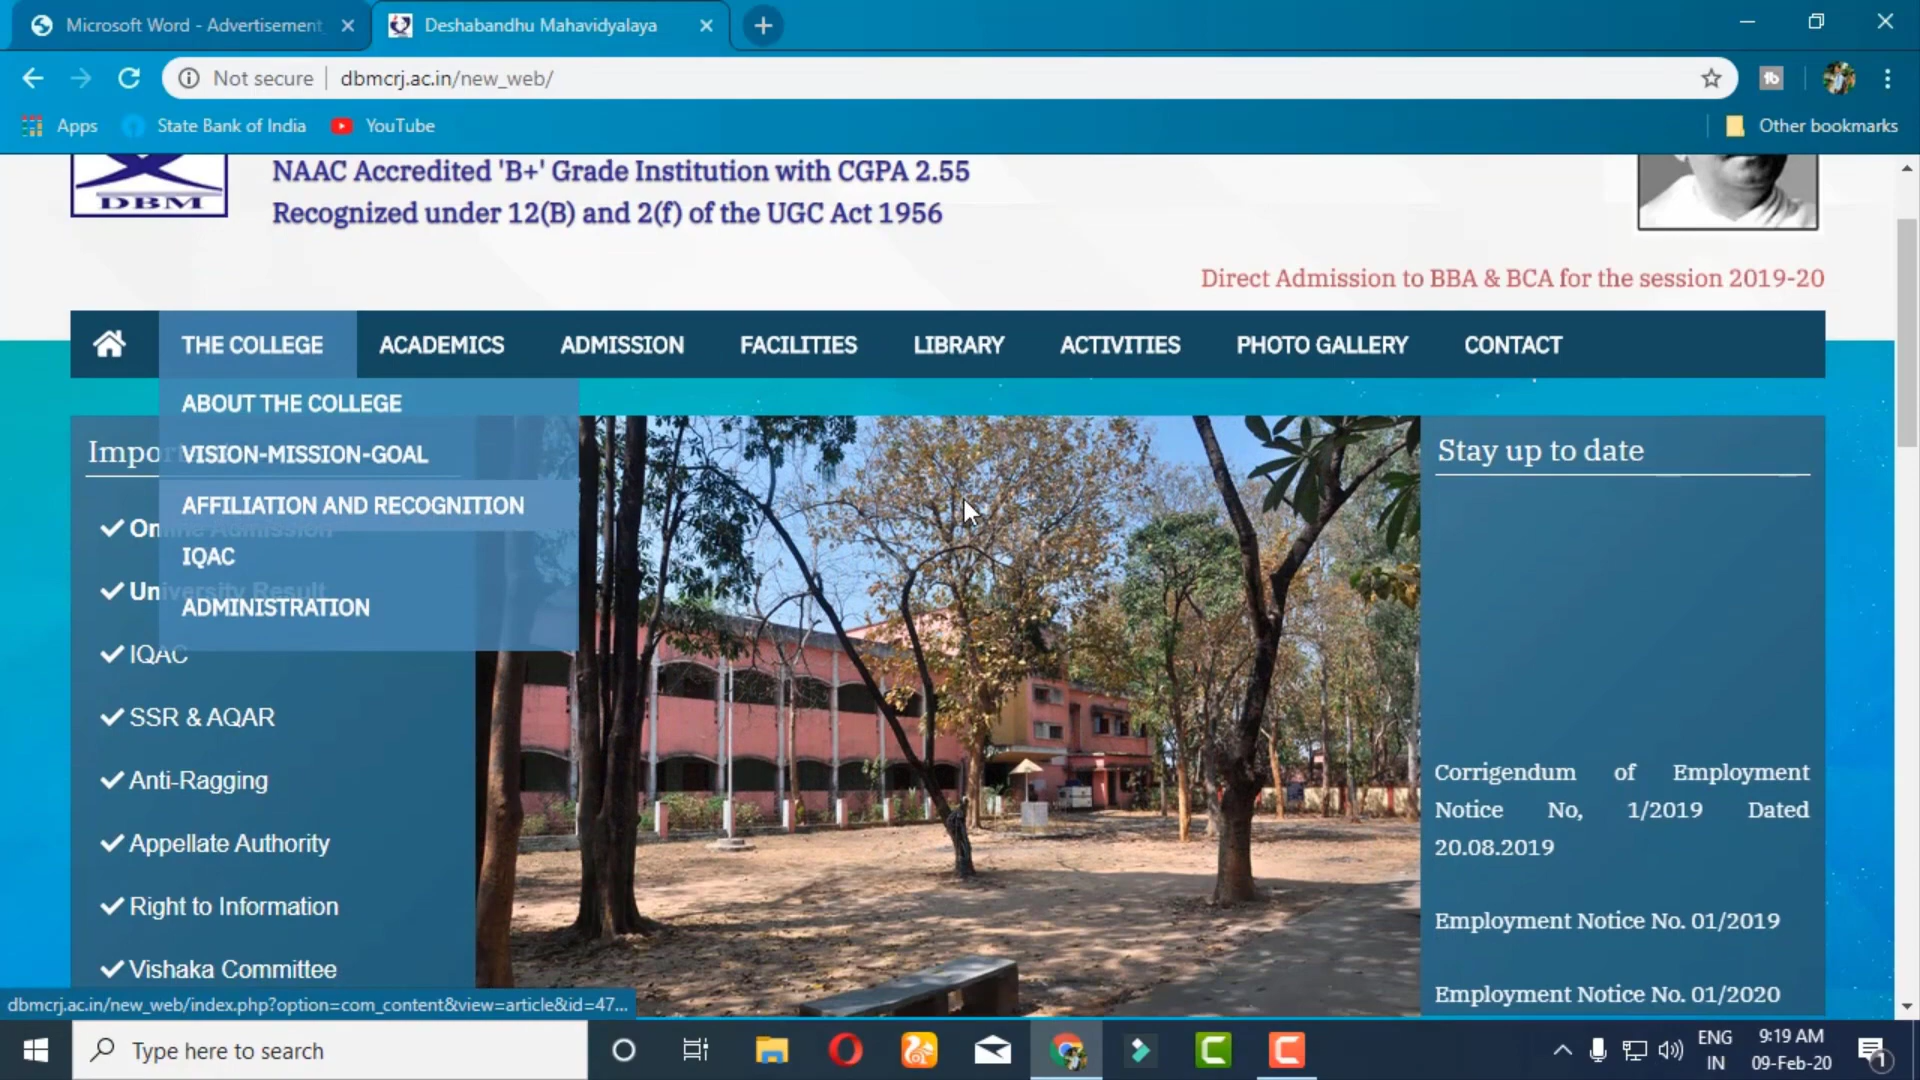 Microsoft Word - Advertisement
Deshabandhu Mahavidyalaya
Not secure
dbmcrj.ac.in/new_web/
Apps
State Bank of India
YouTube
Other bookmarks
DBM
NAAC Accredited 'B+' Grade Institution with CGPA 2.55
Recognized under 12(B) and 2(f) of the UGC Act 1956
Direct Admission to BBA & BCA for the session 2019-20
THE COLLEGE
ACADEMICS
ADMISSION
FACILITIES
LIBRARY
ACTIVITIES
PHOTO GALLERY
CONTACT
ABOUT THE COLLEGE
VISION-MISSION-GOAL
AFFILIATION AND RECOGNITION
IQAC
ADMINISTRATION
Impo
Online Admission
University Result
IQAC
SSR & AQAR
Anti-Ragging
Appellate Authority
Right to Information
Vishaka Committee
Stay up to date
Corrigendum of Employment
Notice No, 1/2019 Dated
20.08.2019
Employment Notice No. 01/2019
Employment Notice No. 01/2020
dbmcrj.ac.in/new_web/index.php?option=com_content&view=article&id=47...
Type here to search
ENG
IN
9:19 AM
09-Feb-20
1